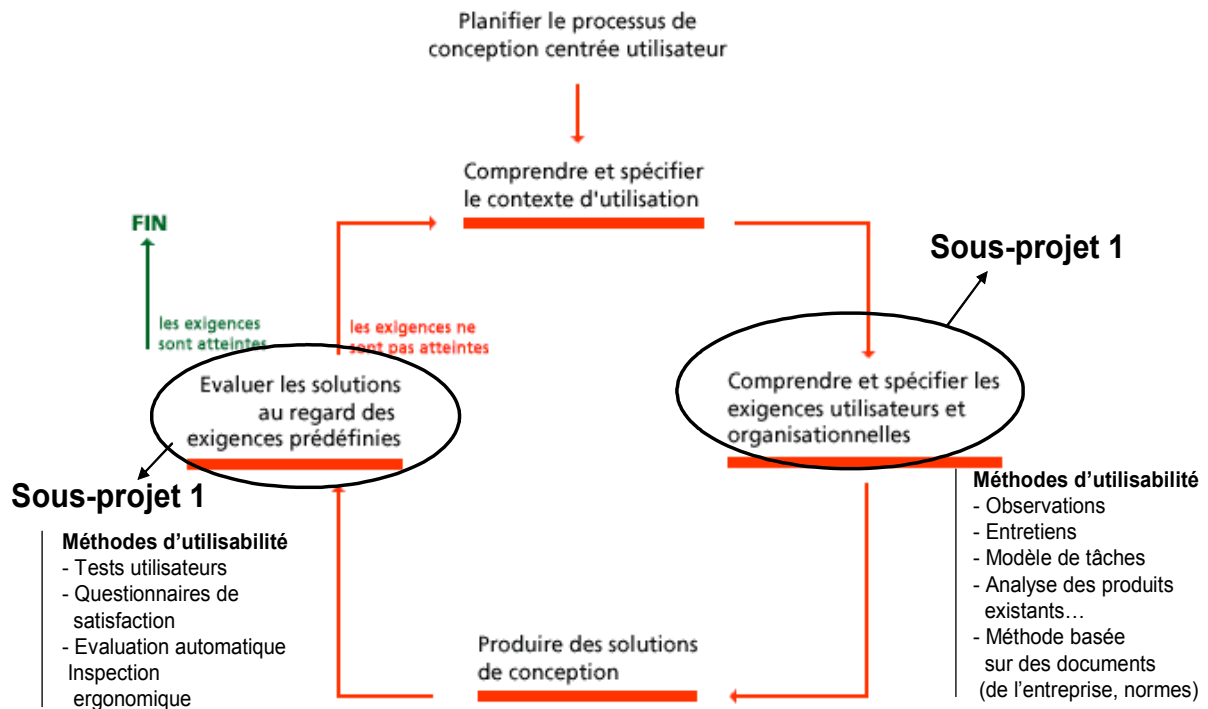 Planifier le processus de
conception centrée utilisateur
Comprendre et spécifier
le contexte d'utilisation
FIN
Sous-projet 1
les exigences
sont atteintes
les exigences ne
sont pas atteintes
Evaluer les solutions
au regard des
exigences prédéfinies
Comprendre et spécifier les
exigences utilisateurs et
organisationnelles
Sous-projet 1
Méthodes d'utilisabilité
- Tests utilisateurs
- Questionnaires de
satisfaction
- Evaluation automatique
Inspection
ergonomique
Méthodes d'utilisabilité
- Observations
- Entretiens
- Modèle de tâches
- Analyse des produits
existants…
- Méthode basée
sur des documents
(de l'entreprise, normes)
Produire des solutions
de conception